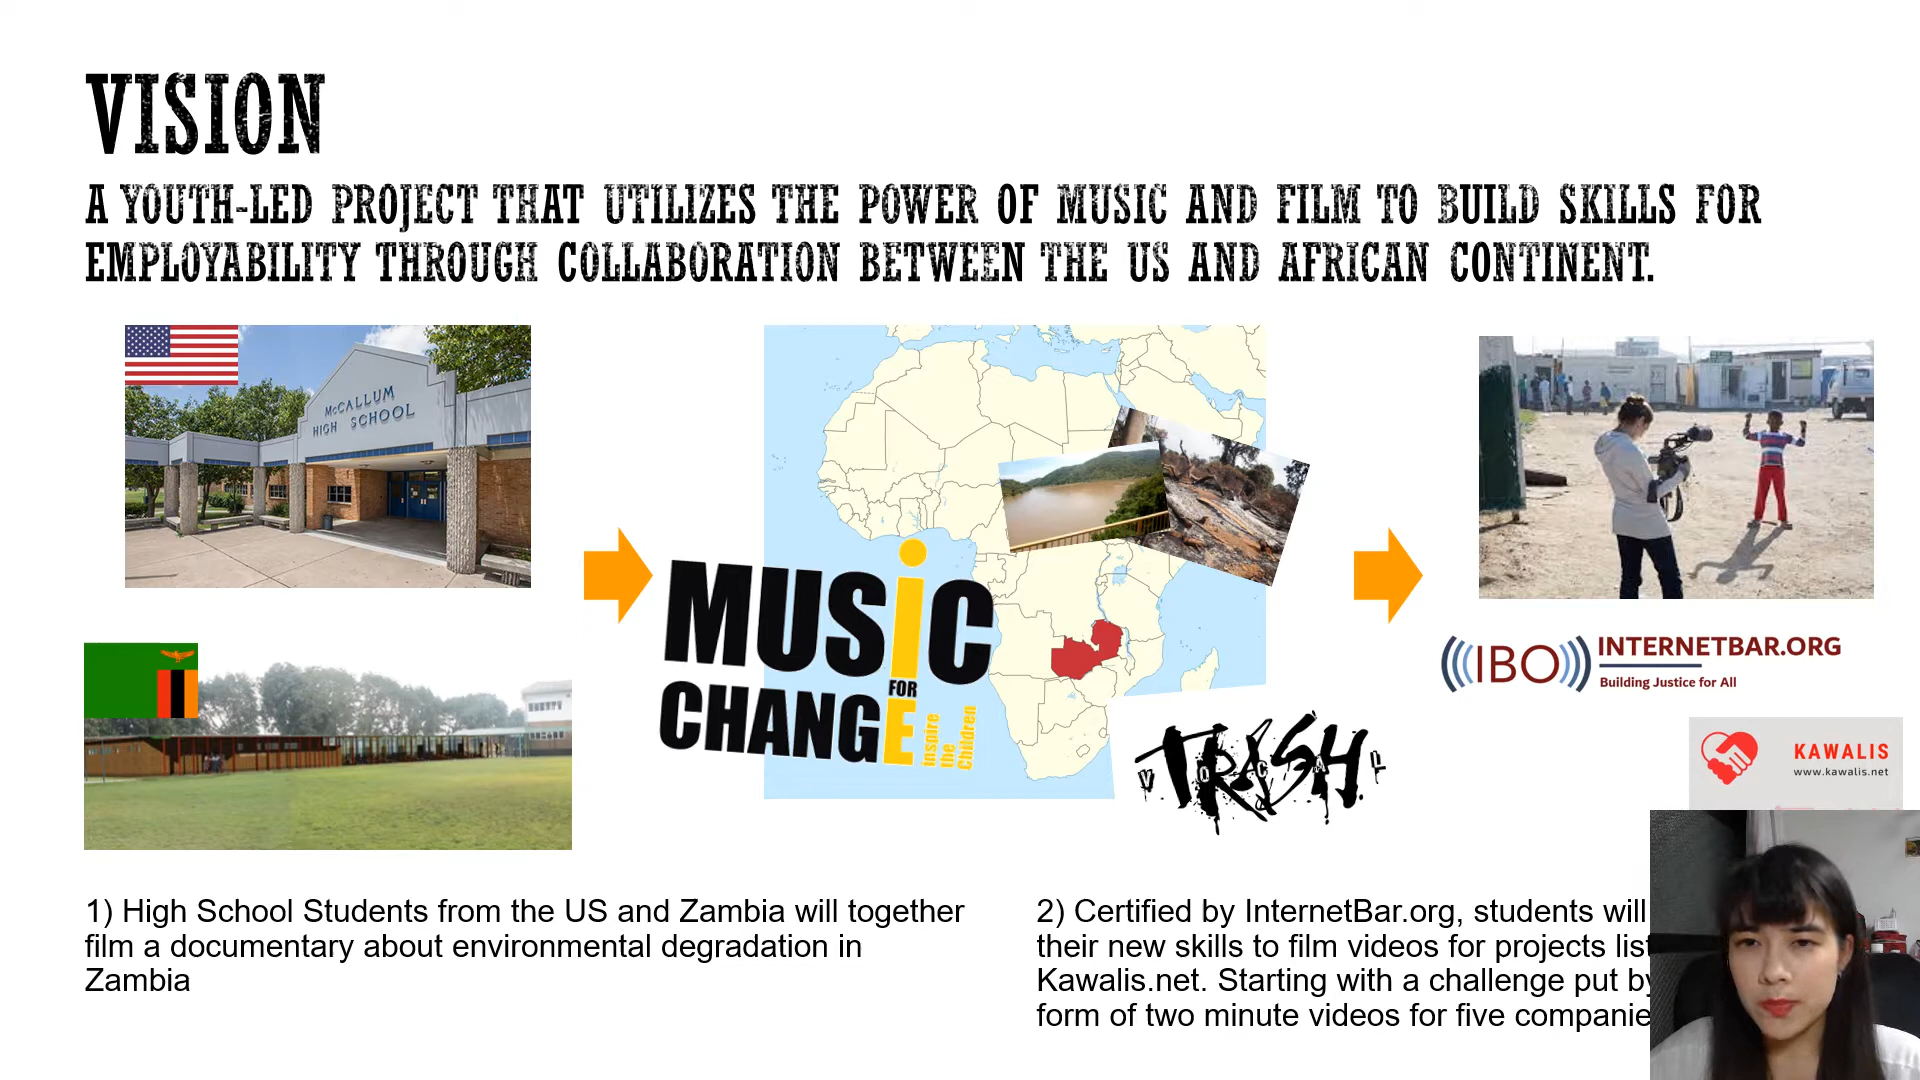 VISION
A YOUTH-LED PROJECT THAT UTILIZES THE POWER OF MUSIC AND FILM TO BUILD SKILLS FOR
EMPLOYABILITY THROUGH COLLABORATION BETWEEN THE US AND AFRICAN CONTINENT.
McCALLUM
HIGH SCHOOL
MUSiC
FOR
CHANGE
Inspire
the
Children
V.O.C.A.L
TRASH.
IBO
INTERNETBAR.ORG
Building Justice for All
KAWALIS
www.kawalis.net
1) High School Students from the US and Zambia will together
film a documentary about environmental degradation in
Zambia
2) Certified by InternetBar.org, students will
their new skills to film videos for projects
Kawalis.net. Starting with a challenge put
form of two minute videos for five